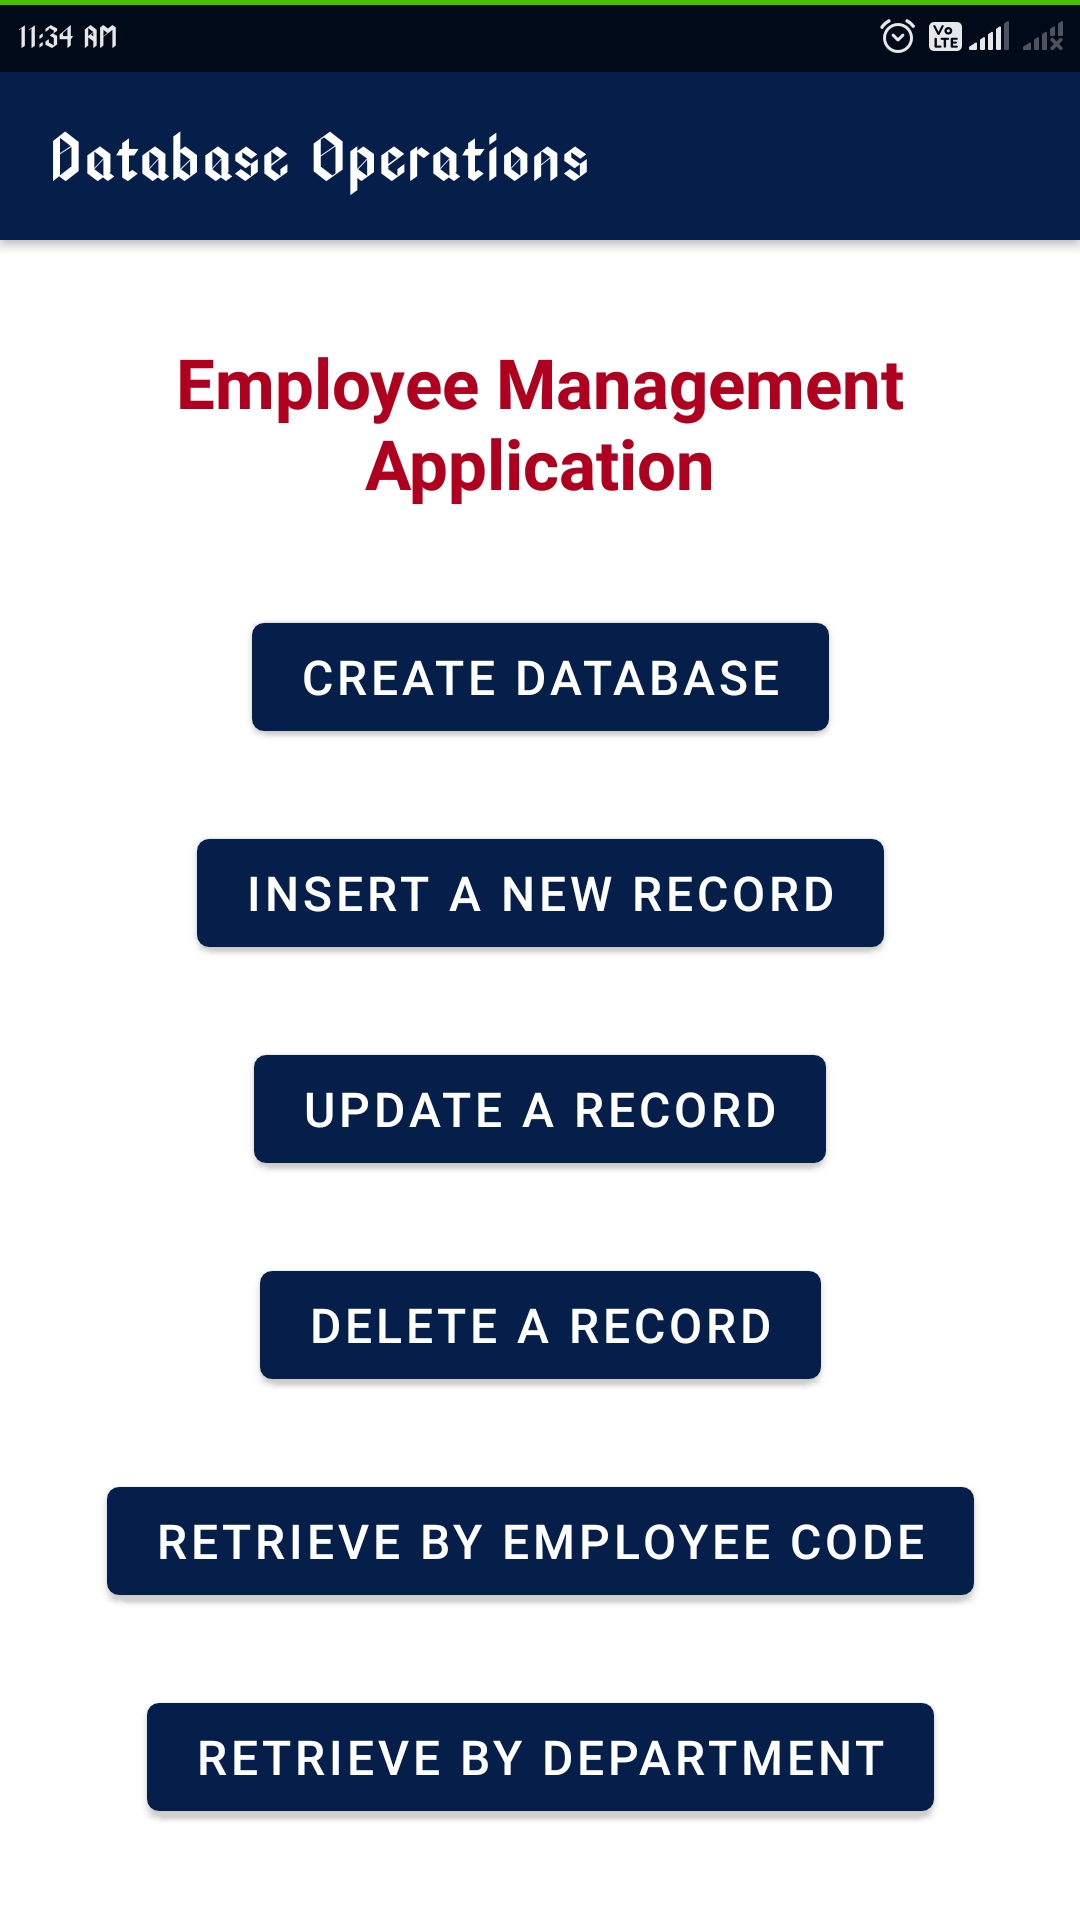 11:34 AM
Vo LTE
Database Operations
Employee Management
Application
CREATE DATABASE
INSERT A NEW RECORD
UPDATE A RECORD
DELETE A RECORD
RETRIEVE BY EMPLOYEE CODE
RETRIEVE BY DEPARTMENT